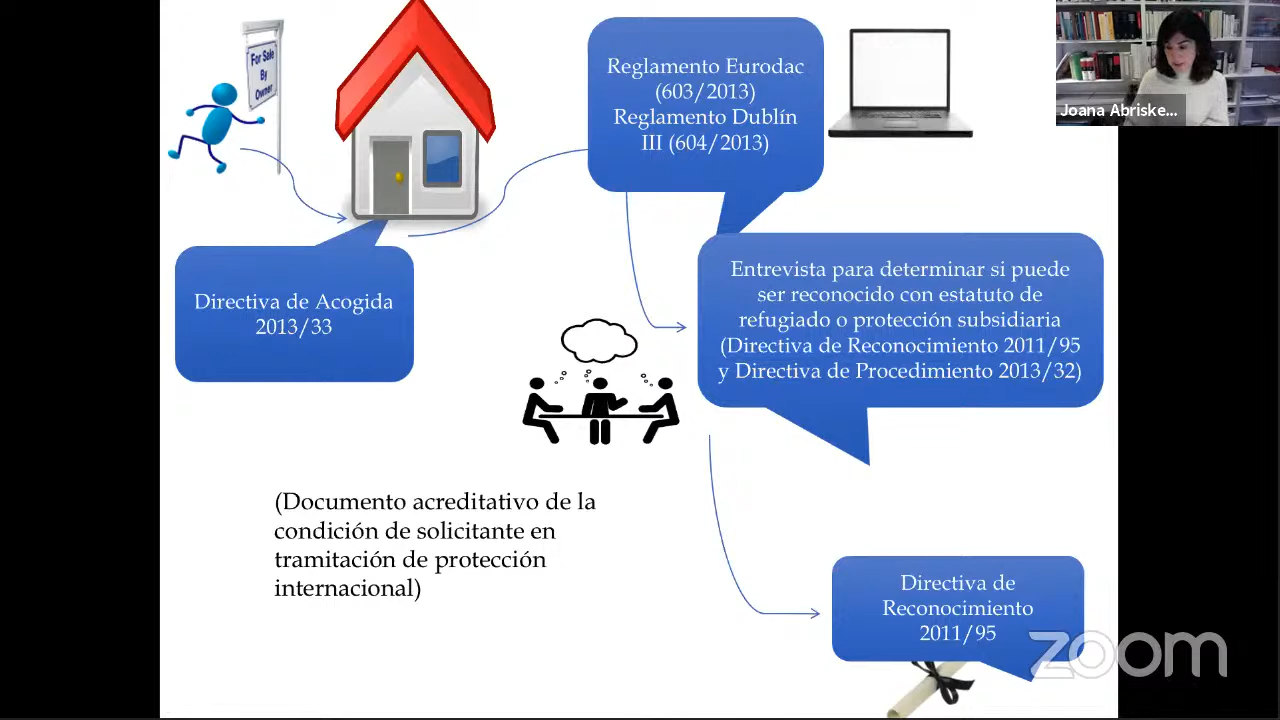 For Sale
By
Owner
Reglamento Eurodac
(603/2013)
Reglamento Dublín
III (604/2013)
Joana Abriske...
Directiva de Acogida
2013/33
Entrevista para determinar si puede
ser reconocido con estatuto de
refugiado o protección subsidiaria
(Directiva de Reconocimiento 2011/95
y Directiva de Procedimiento 2013/32)
(Documento acreditativo de la
condición de solicitante en
tramitación de protección
internacional)
Directiva de
Reconocimiento
2011/95
zoom